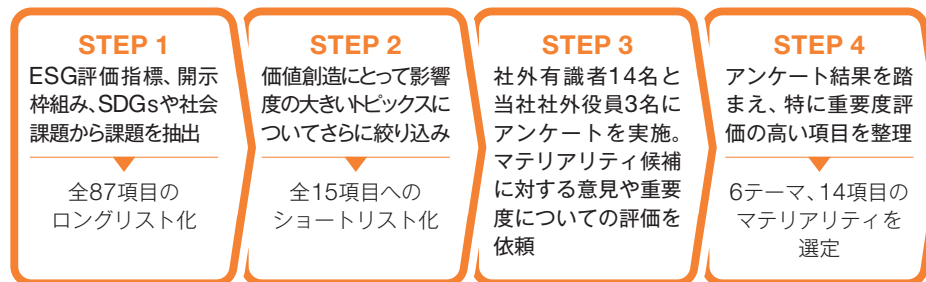 STEP 1
ESG評価指標、開示
枠組み、SDGsや社会
課題から課題を抽出
全87項目の
ロングリスト化
STEP 2
価値創造にとって影響
度の大きいトピックスに
ついてさらに絞り込み
全15項目への
ショートリスト化
STEP 3
社外有識者14名と
当社社外役員3名に
アンケートを実施。
マテリアリティ候補
に対する意見や重要
度についての評価を
依頼
STEP 4
アンケート結果を踏
まえ、特に重要度評
価の高い項目を整理
6テーマ、14項目の
マテリアリティを
選定